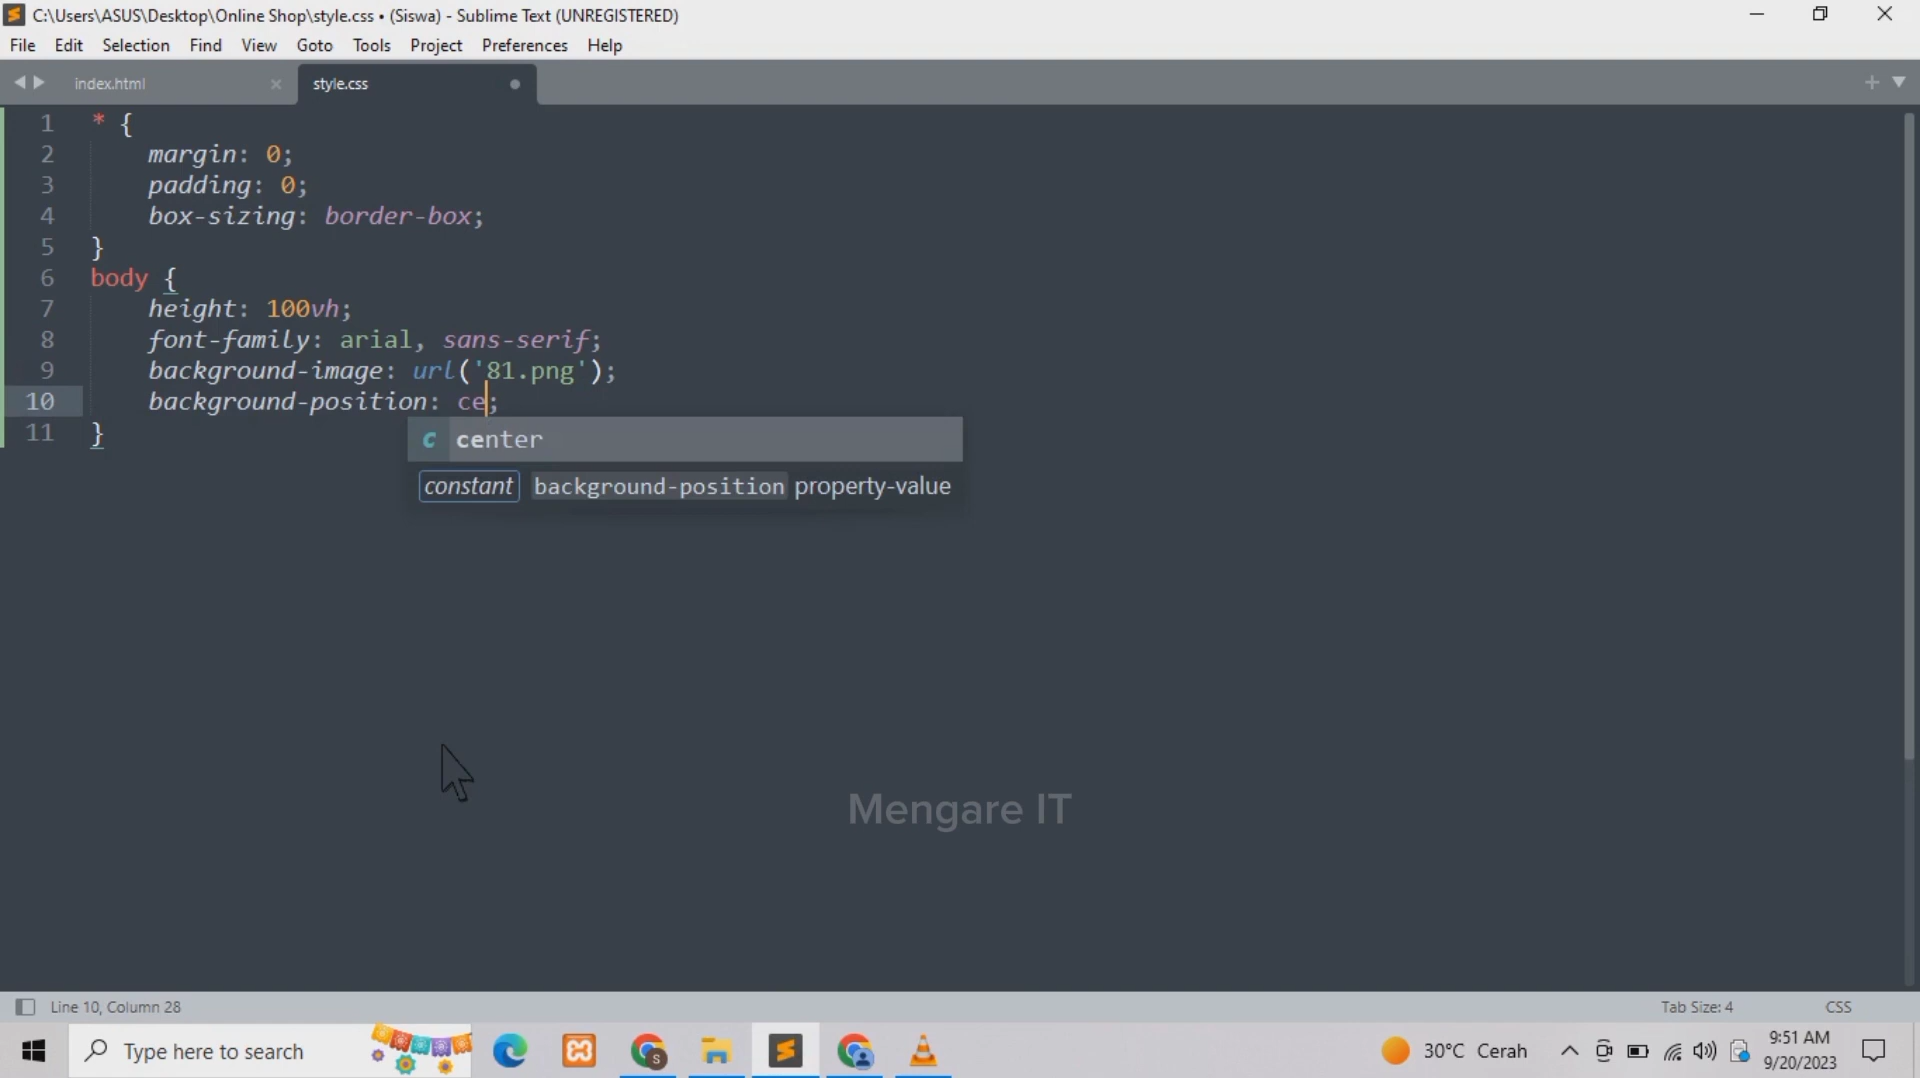 C:\Users\ASUS\Desktop\Online Shop\style.css • (Siswa) - Sublime Text (UNREGISTERED)
File Edit Selection Find View Goto Tools Project Preferences Help
index.html style.css
1 * {
2 margin: 0;
3 padding: 0;
4 box-sizing: border-box;
5 }
6 body {
7 height: 100vh;
8 font-family: arial, sans-serif;
9 background-image: url('81.png');
10 background-position: ce;
11 }
c center
constant background-position property-value
Mengare IT
Line 10, Column 28 Tab Size: 4 CSS
Type here to search 30°C Cerah 9:51 AM
9/20/2023